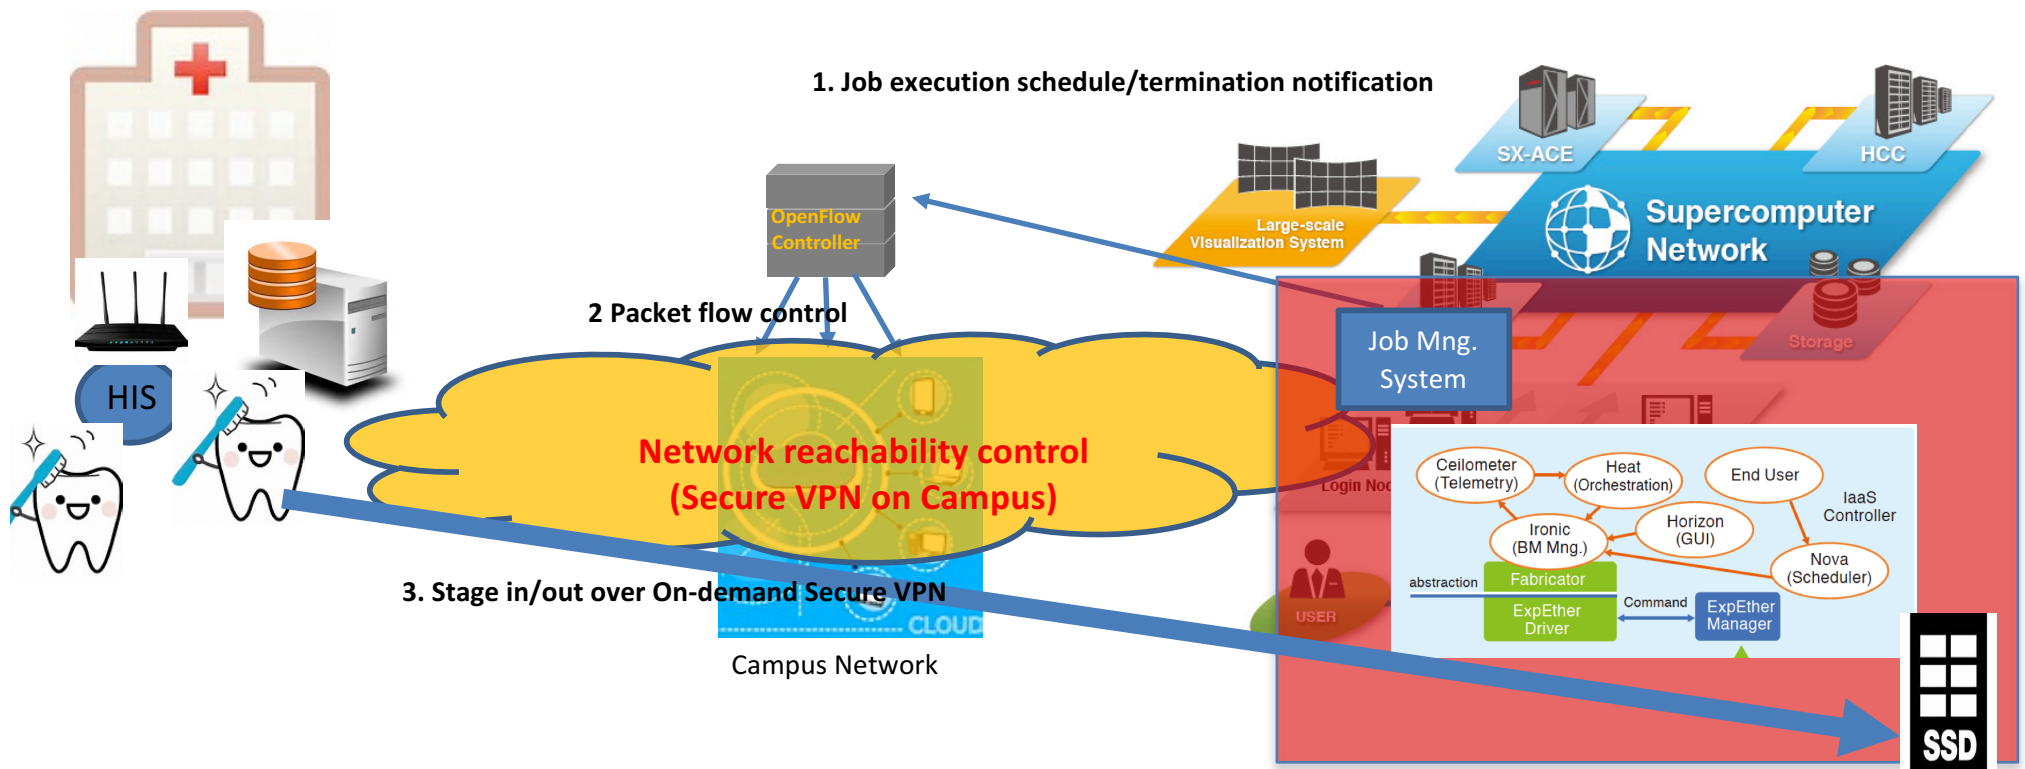 1. Job execution schedule/termination notification
SX-ACE
HCC
Supercomputer
Network
Large-scale
Visualization System
OpenFlow
Controller
2 Packet flow control
Storage
Job Mng.
System
HIS
Network reachability control
(Secure VPN on Campus)
Login
Ceilometer
(Telemetry)
Heat
(Orchestration)
End User
IaaS
Controller
Ironic
(BM Mng.)
Horizon
(GUI)
Nova
(Scheduler)
abstraction
Fabricator
ExpEther
Driver
Command
ExpEther
Manager
3. Stage in/out over On-demand Secure VPN
CLOUD
USER
Campus Network
SSD